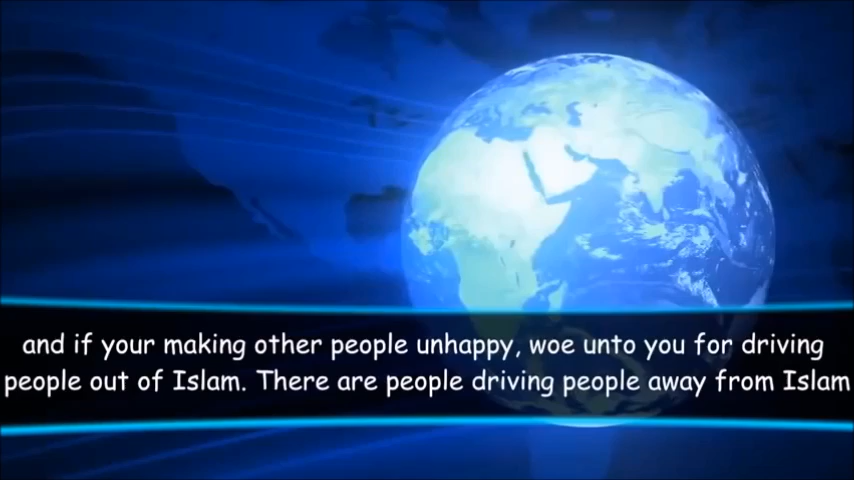 and if your making other people unhappy, woe unto you for driving
people out of Islam. There are people driving people away from Islam